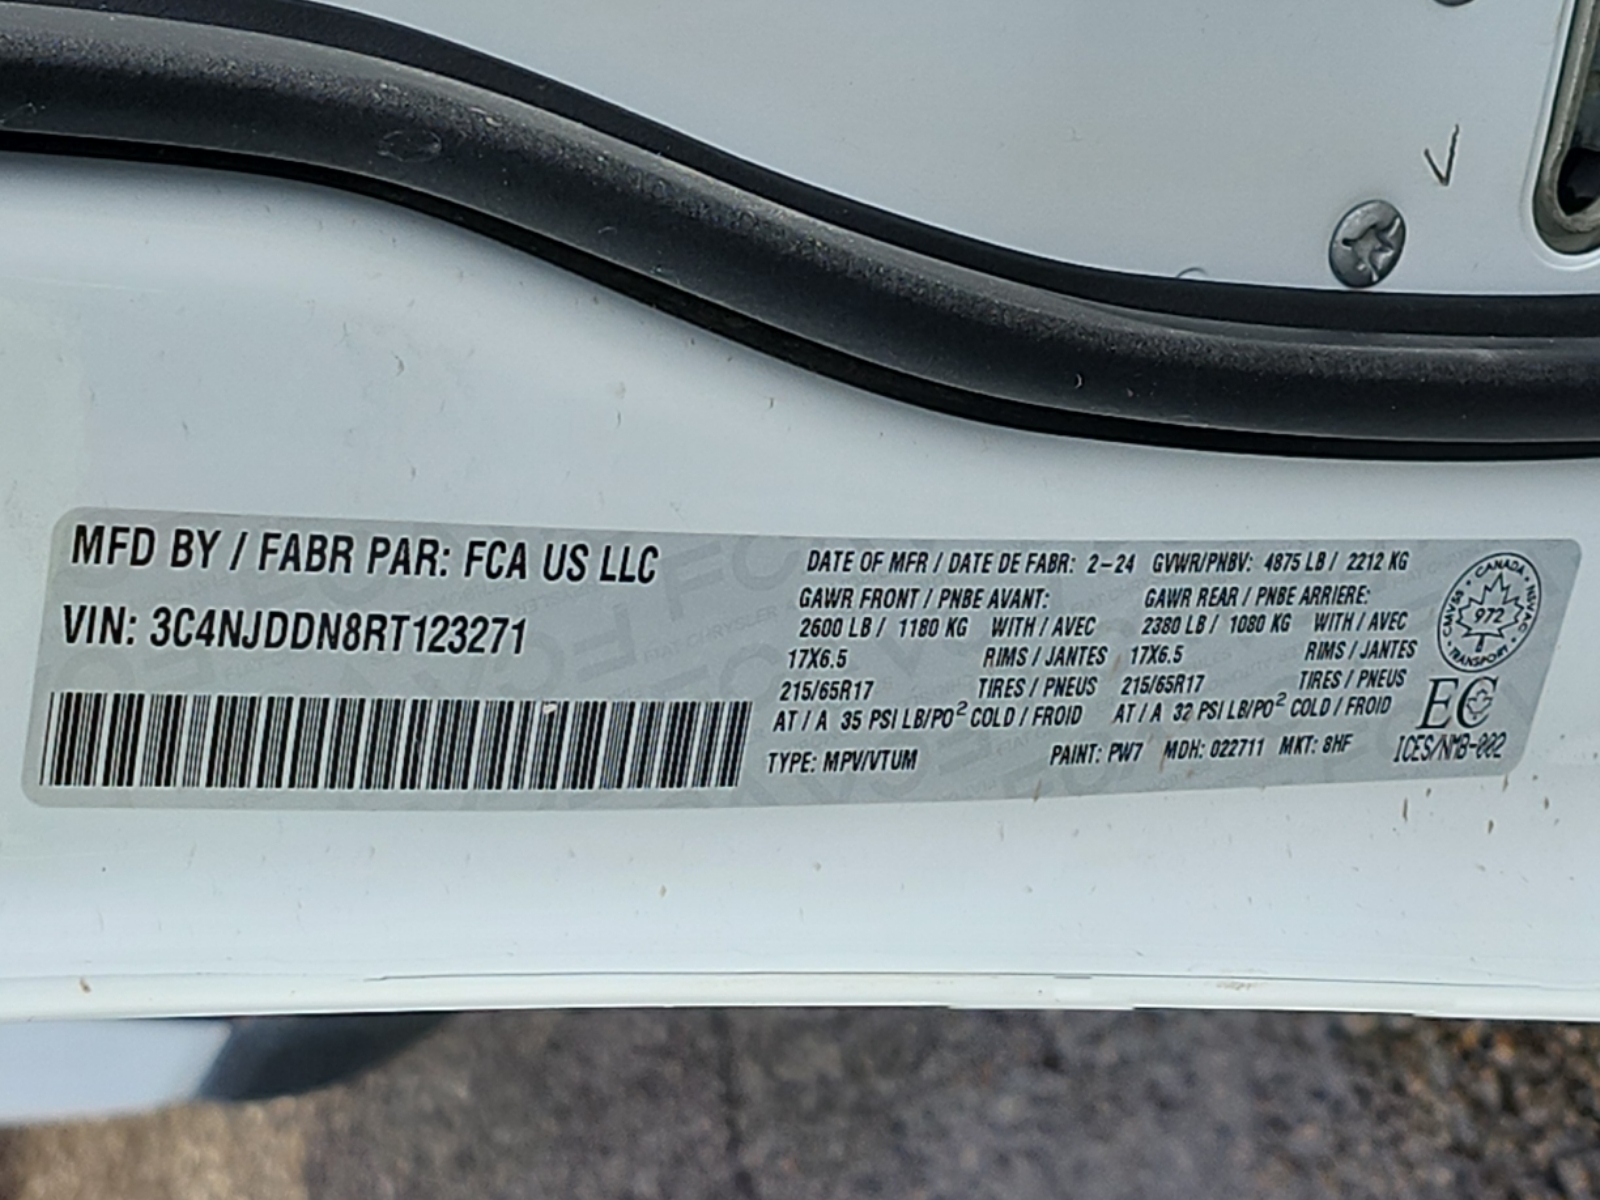 MFD BY / FABR PAR: FCA US LLC
VIN: 3C4NJDDN8RT123271
DATE OF MFR / DATE DE FABR: 2-24 GVWR/PNBV: 4875 LB / 2212 KG
GAWR FRONT / PNBE AVANT: GAWR REAR / PNBE ARRIERE:
2600 LB / 1180 KG WITH / AVEC 2380 LB / 1080 KG WITH / AVEC
17X6.5 RIMS / JANTES 17X6.5 RIMS / JANTES
215/65R17 TIRES / PNEUS 215/65R17 TIRES / PNEUS
AT / A 35 PSI LB/PO² COLD / FROID AT / A 32 PSI LB/PO² COLD / FROID
TYPE: MPV/VTUM PAINT: PW7 MDH: 022711 MKT: 8HF
CANADA
CMVSS NSVAC
972
TRANSPORT
EC
ICES/NMB-002